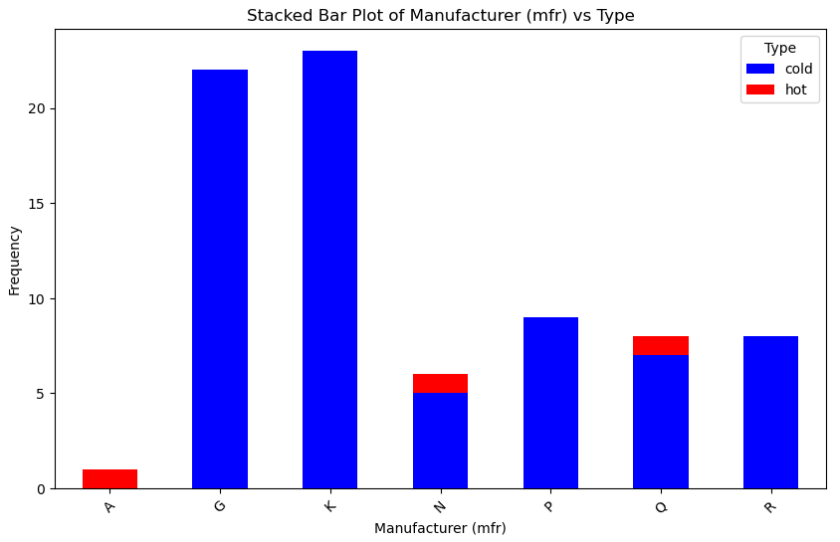 Stacked Bar Plot of Manufacturer (mfr) vs Type
Type
cold
hot
Frequency
20
15
10
5
0
A
G
K
N
P
Q
R
Manufacturer (mfr)